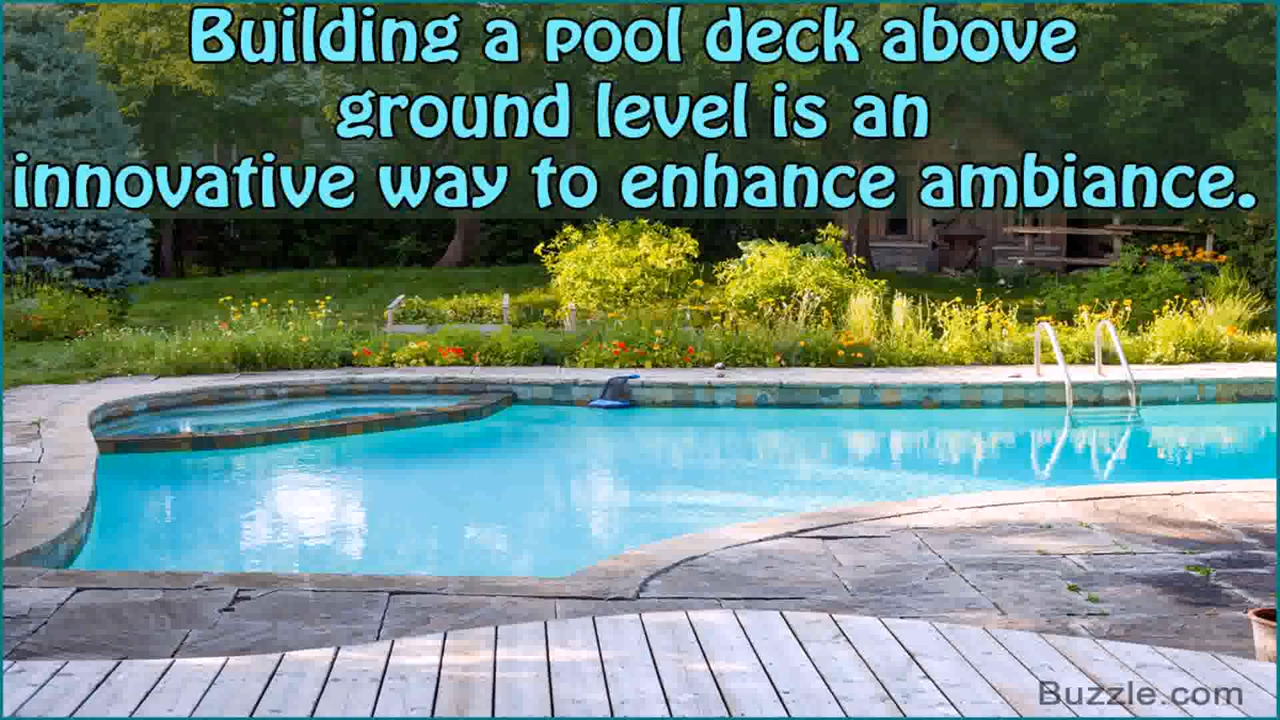 Building a pool deck above
ground level is an
innovative way to enhance ambiance.
Buzzle.com